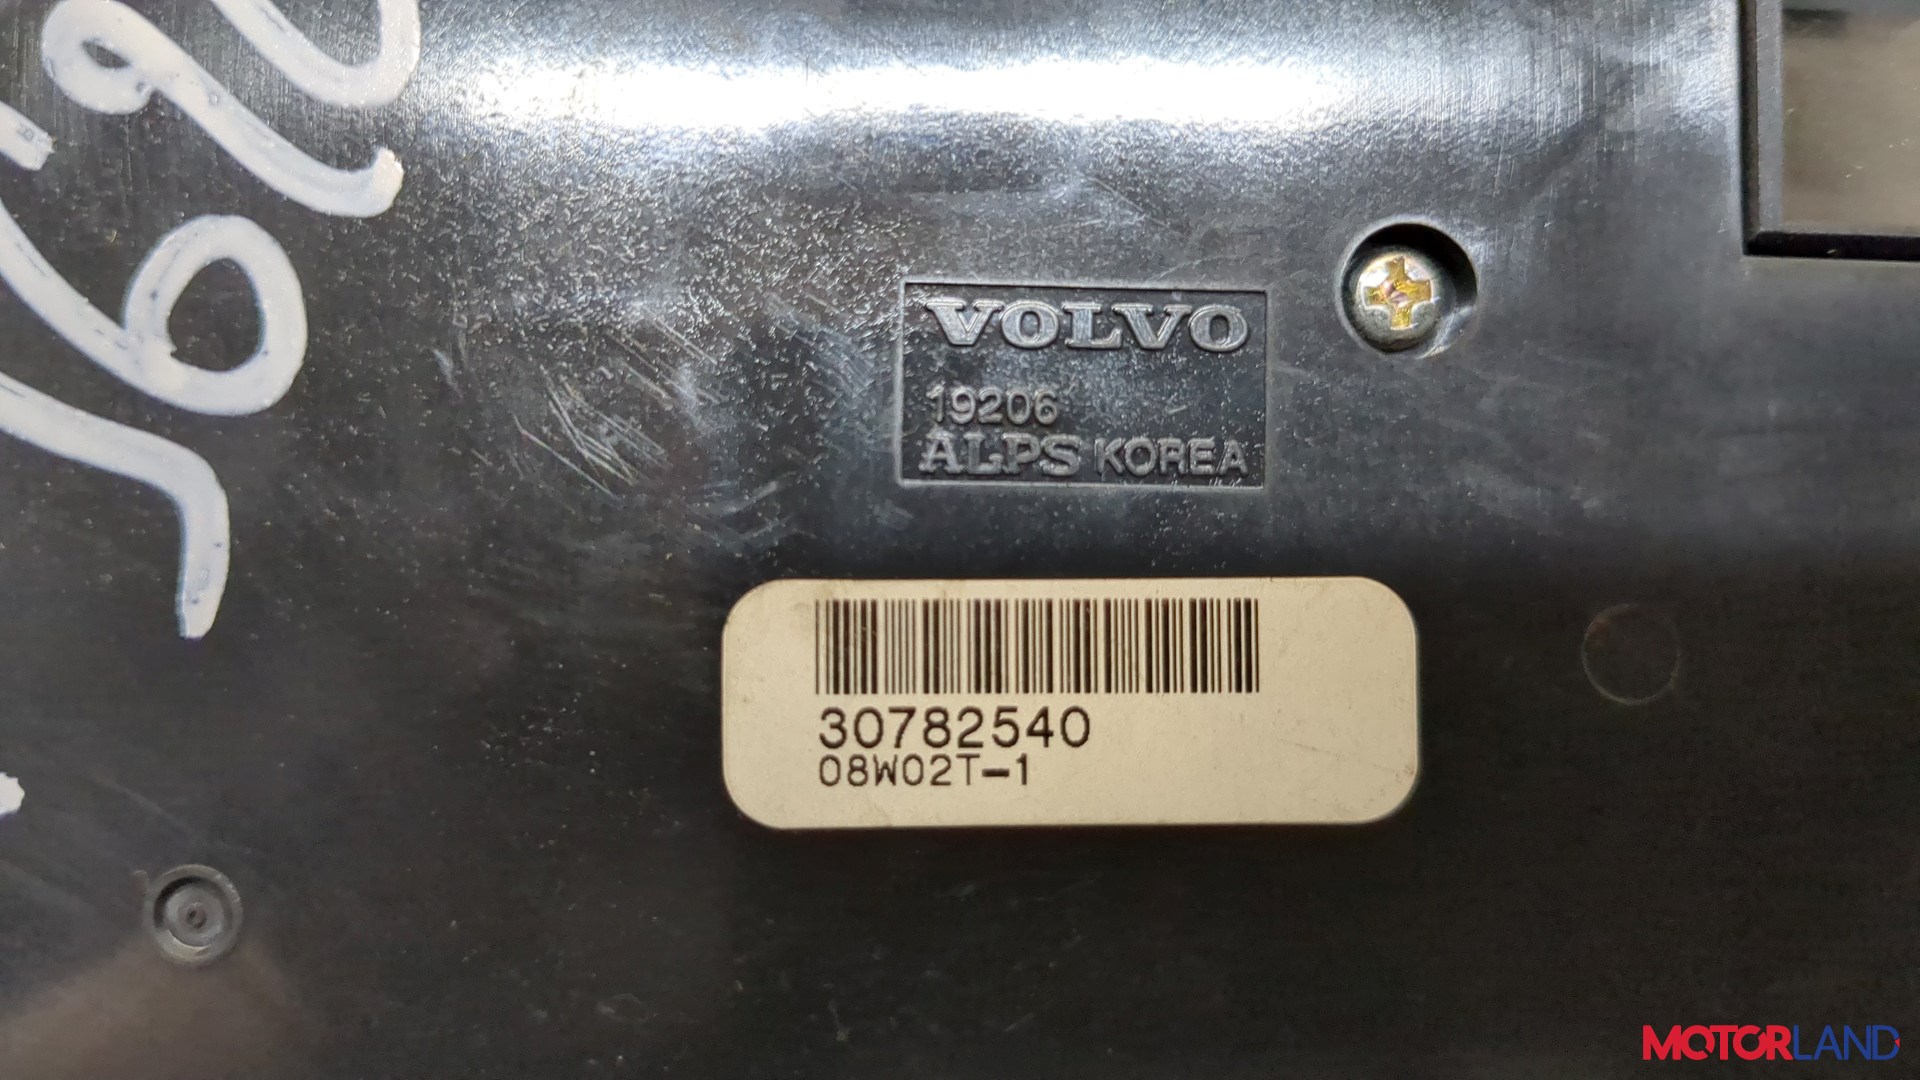 VOLVO
19206
ALPS KOREA
30782540
08W02T-1
MOTORLAND